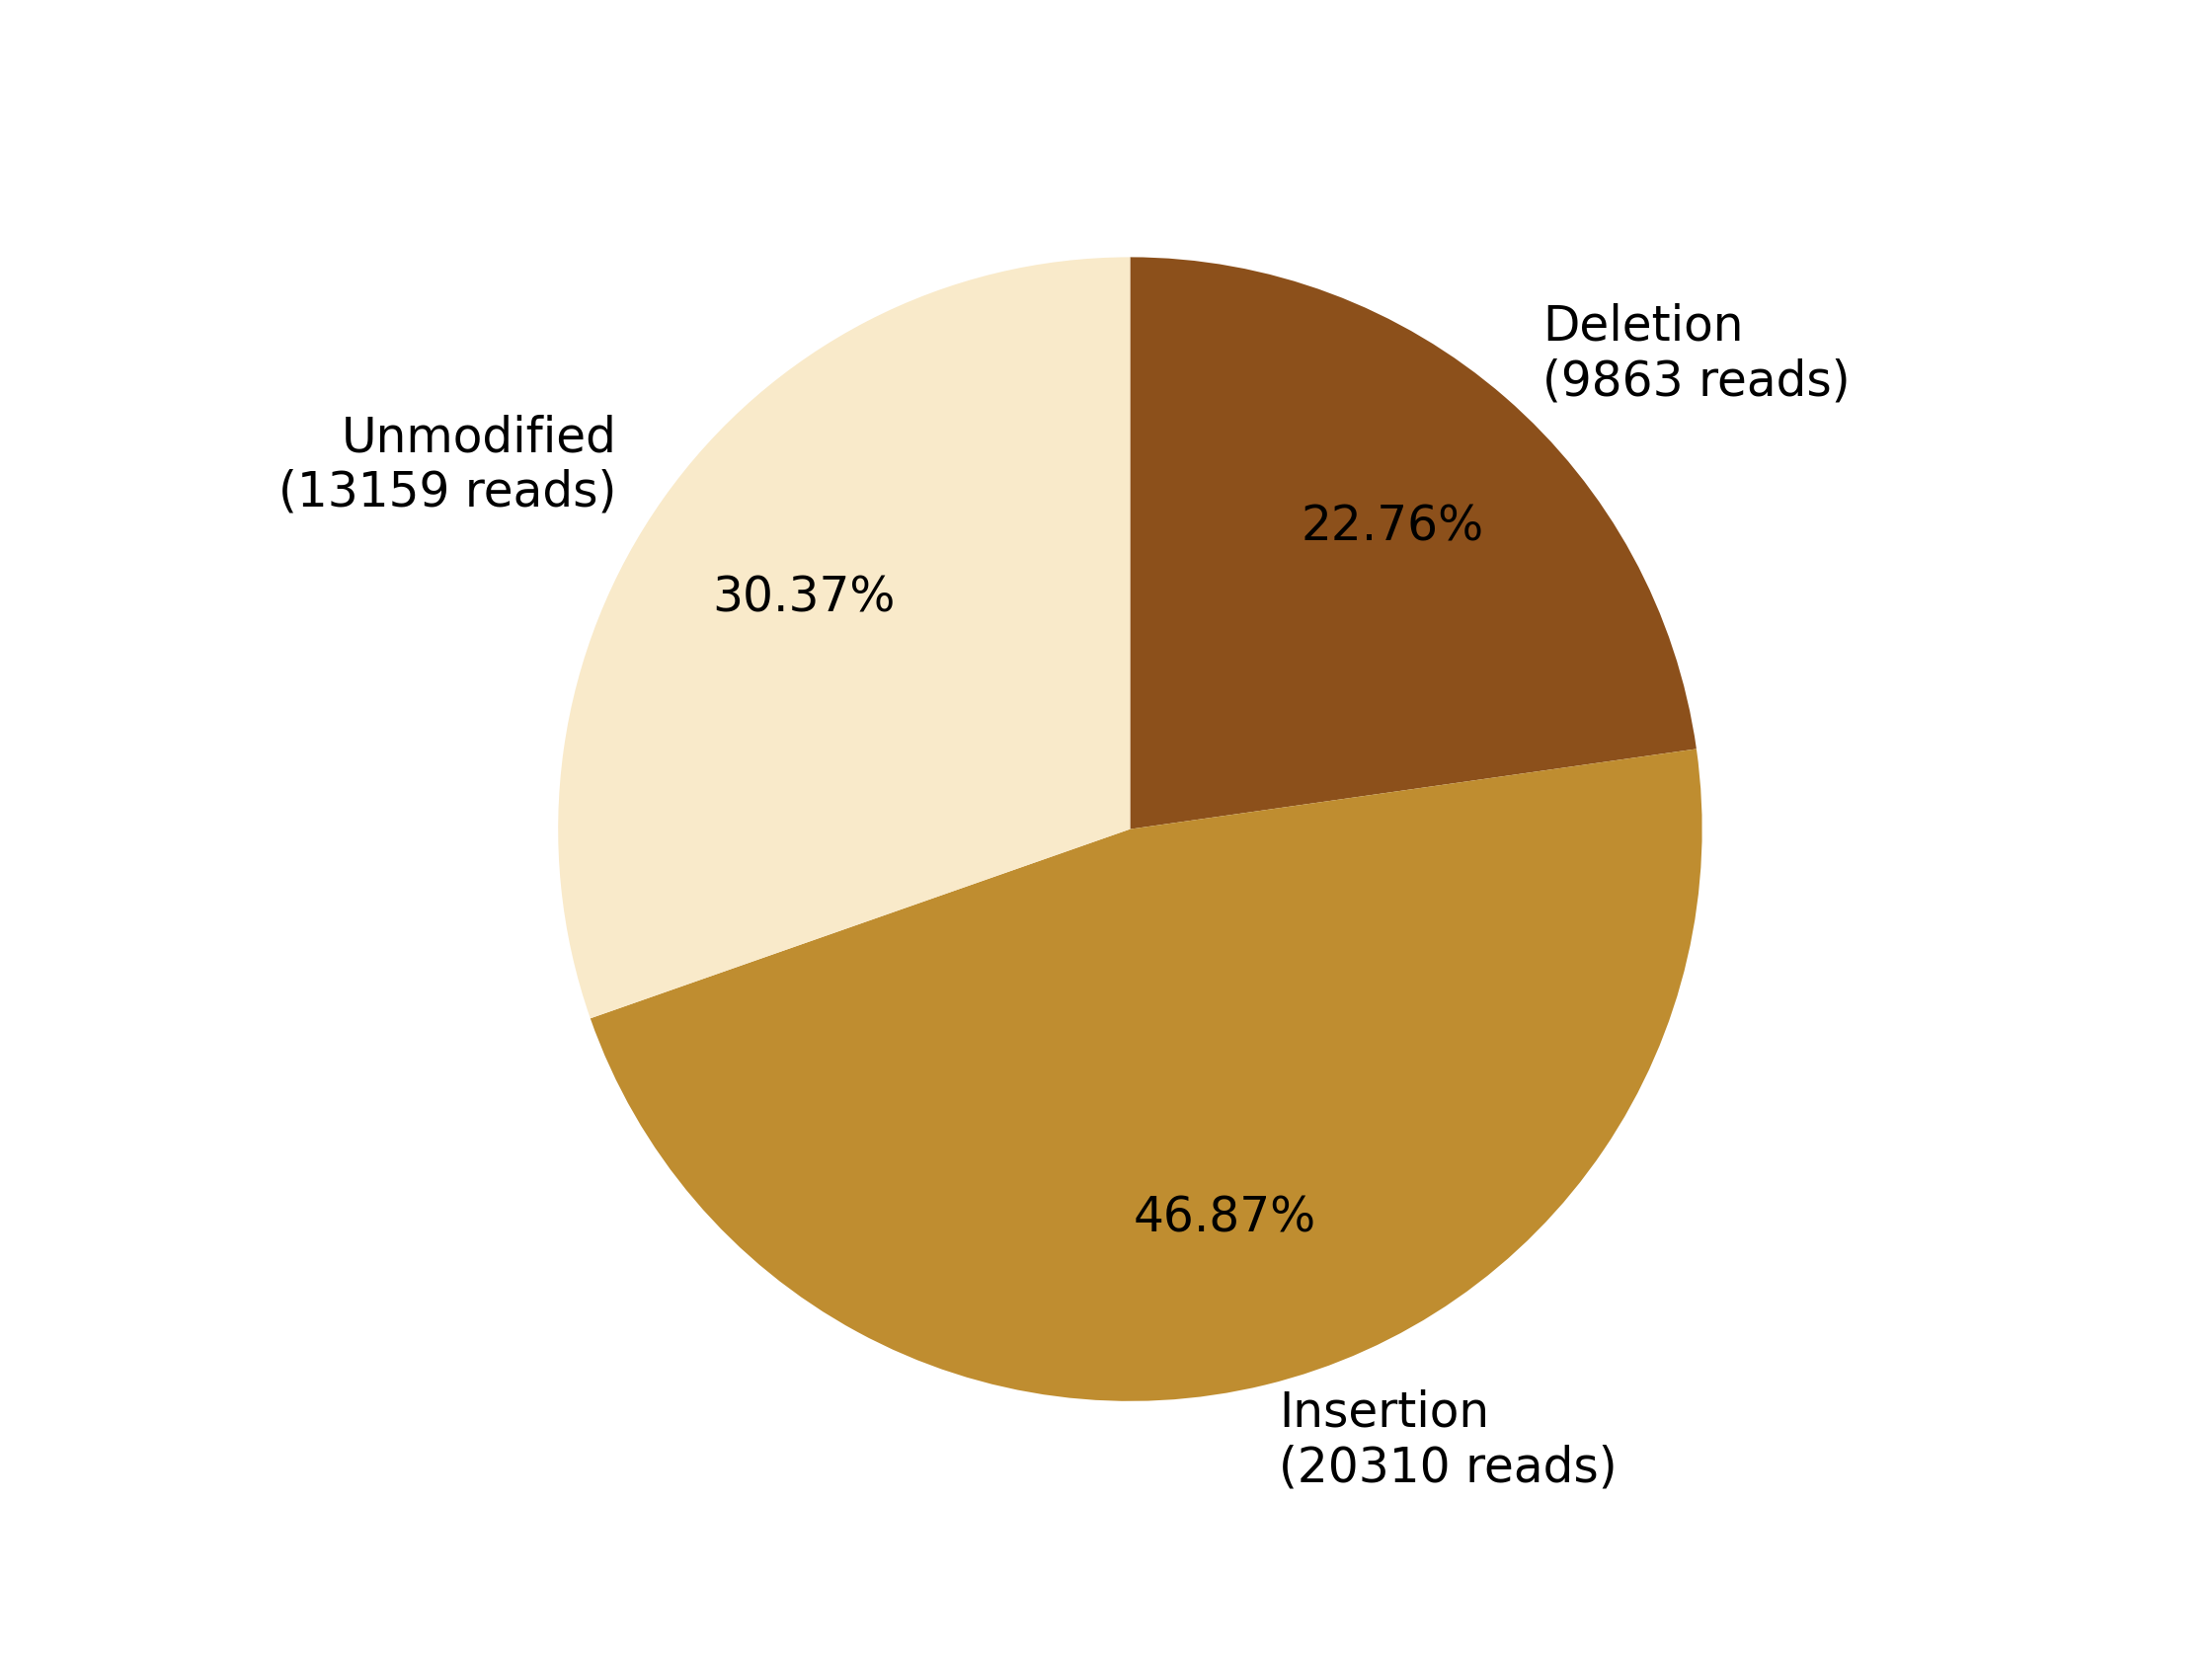 Deletion
(9863 reads)
22.76%
Unmodified
(13159 reads)
30.37%
46.87%
Insertion
(20310 reads)